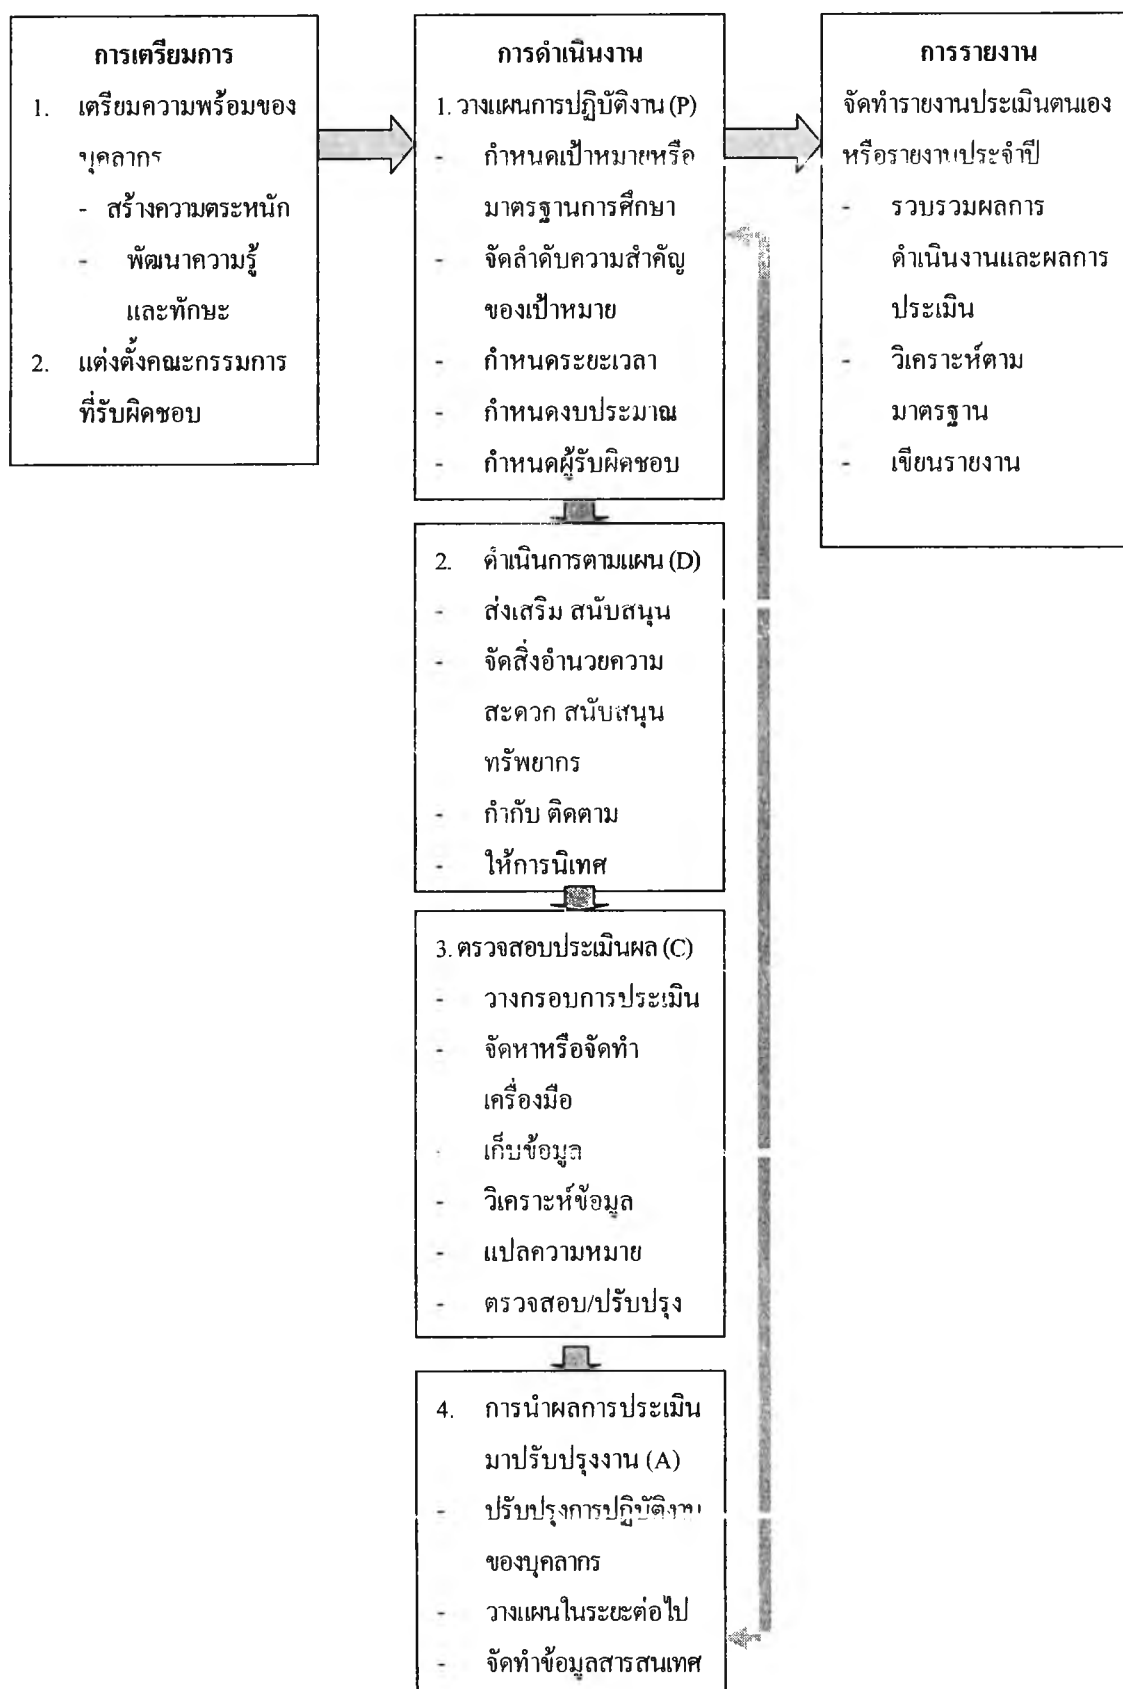 การเตรียมการ
1. เตรียมความพร้อมของ
บุคลากร
- สร้างความตระหนัก
- พัฒนาความรู้
และทักษะ
2. แต่งตั้งคณะกรรมการ
ที่รับผิดชอบ
การดำเนินงาน
1. วางแผนการปฏิบัติงาน (P)
- กำหนดเป้าหมายหรือ
มาตรฐานการศึกษา
- จัดลำดับความสำคัญ
ของเป้าหมาย
- กำหนดระยะเวลา
- กำหนดงบประมาณ
- กำหนดผู้รับผิดชอบ
2. ดำเนินการตามแผน (D)
- ส่งเสริม สนับสนุน
- จัดสิ่งอำนวยความ
สะดวก สนับสนุน
ทรัพยากร
- กำกับ ติดตาม
- ให้การนิเทศ
3. ตรวจสอบประเมินผล (C)
- วางกรอบการประเมิน
- จัดหาหรือจัดทำ
เครื่องมือ
- เก็บข้อมูล
- วิเคราะห์ข้อมูล
- แปลความหมาย
- ตรวจสอบ/ปรับปรุง
4. การนำผลการประเมิน
มาปรับปรุงงาน (A)
- ปรับปรุงการปฏิบัติงาน
ของบุคลากร
- วางแผนในระยะต่อไป
- จัดทำข้อมูลสารสนเทศ
การรายงาน
จัดทำรายงานประเมินตนเอง
หรือรายงานประจำปี
- รวบรวมผลการ
ดำเนินงานและผลการ
ประเมิน
- วิเคราะห์ตาม
มาตรฐาน
- เขียนรายงาน